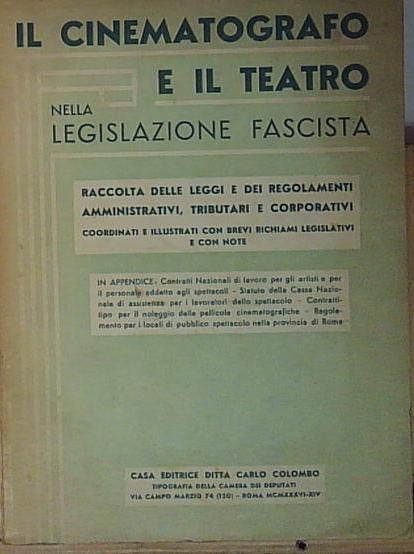 IL CINEMATOGRAFO
E IL TEATRO
NELLA
LEGISLAZIONE FASCISTA
RACCOLTA DELLE LEGGI E DEI REGOLAMENTI
AMMINISTRATIVI, TRIBUTARI E CORPORATIVI
COORDINATI E ILLUSTRATI CON BREVI RICHIAMI LEGISLATIVI
E CON NOTE
IN APPENDICE: Contratti Nazionali di lavoro per gli artisti e per
il personale addetto agli spettacoli - Statuto della Cassa Nazio-
nale di assistenza per i lavoratori dello spettacolo - Contratti-
tipo per il noleggio delle pellicole cinematografiche - Regola-
mento per i locali di pubblico spettacolo nella provincia di Roma
CASA EDITRICE DITTA CARLO COLOMBO
TIPOGRAFIA DELLA CAMERA DEI DEPUTATI
VIA CAMPO MARZIO 74 (120) - ROMA MCMXXXVI-XIV